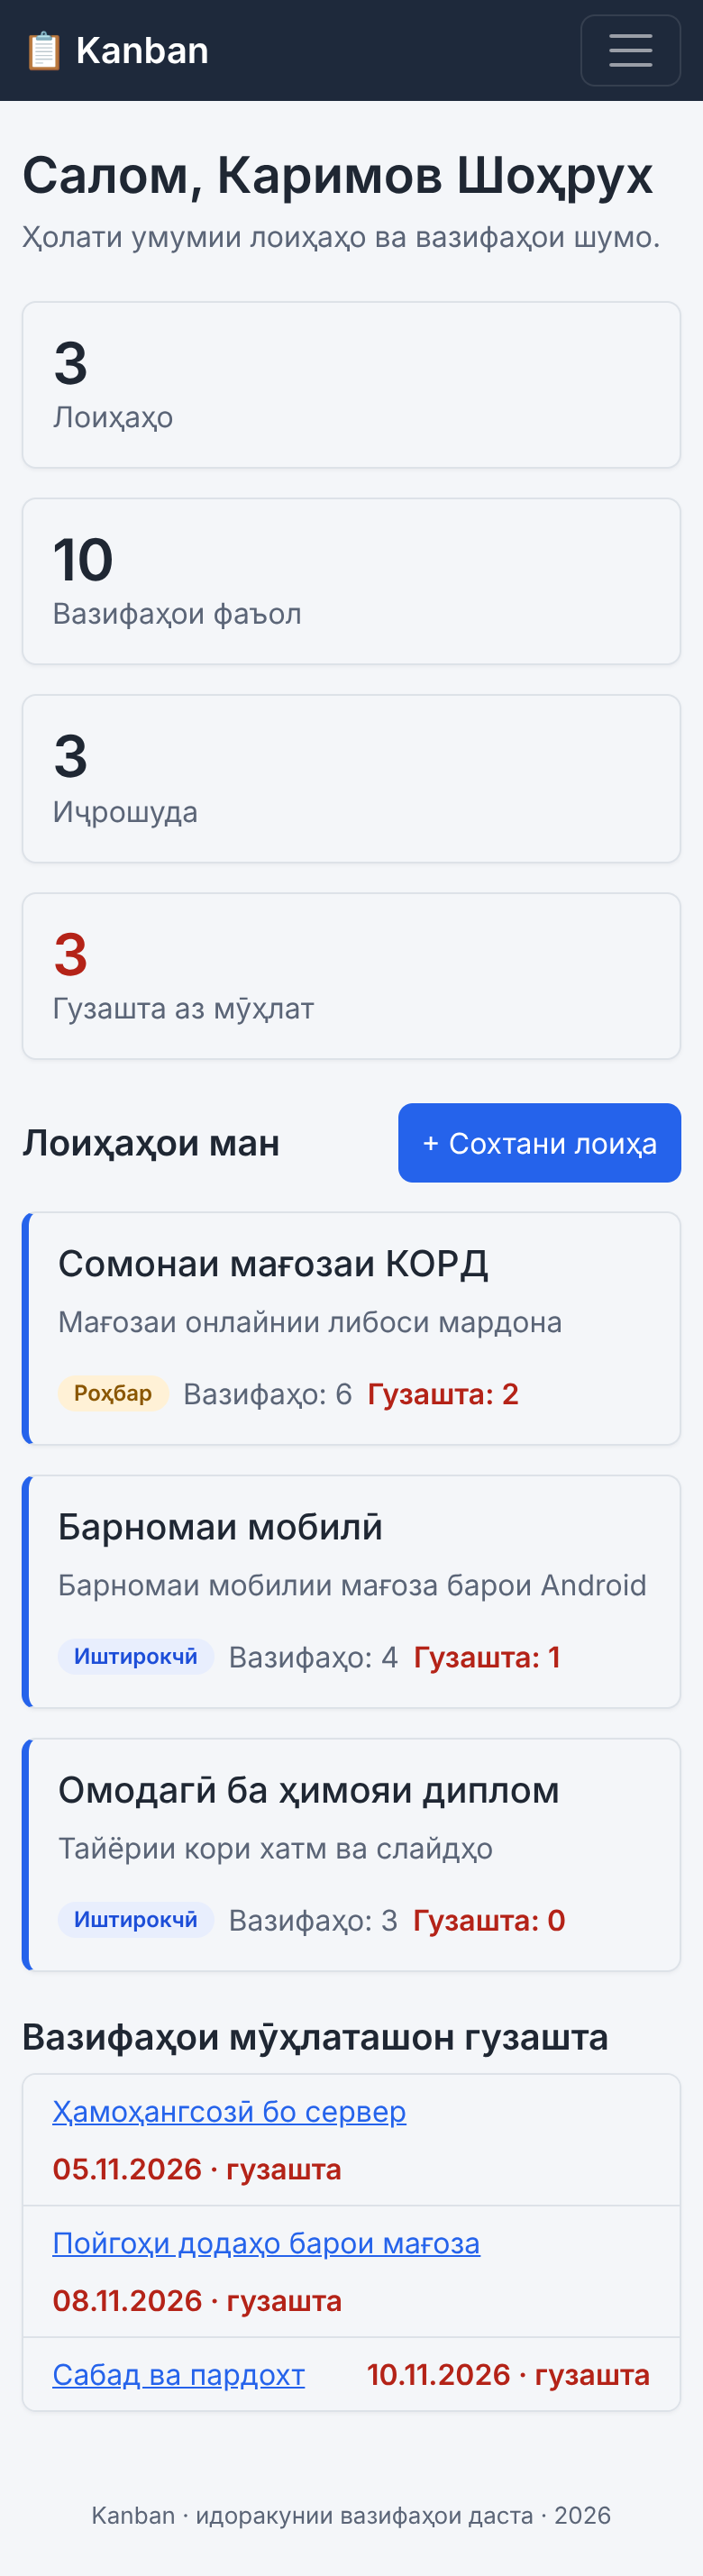 📋 Kanban
Салом, Каримов Шоҳрух
Ҳолати умумии лоиҳаҳо ва вазифаҳои шумо.
3
Лоиҳаҳо
10
Вазифаҳои фаъол
3
Иҷрошуда
3
Гузашта аз мӯҳлат
Лоиҳаҳои ман
+ Сохтани лоиҳа
Сомонаи мағозаи КОРД
Мағозаи онлайнии либоси мардона
Роҳбар Вазифаҳо: 6 Гузашта: 2
Барномаи мобилӣ
Барномаи мобилии мағоза барои Android
Иштирокчӣ Вазифаҳо: 4 Гузашта: 1
Омодагӣ ба ҳимояи диплом
Тайёрии кори хатм ва слайдҳо
Иштирокчӣ Вазифаҳо: 3 Гузашта: 0
Вазифаҳои мӯҳлаташон гузашта
Ҳамоҳангсозӣ бо сервер
05.11.2026 · гузашта
Пойгоҳи додаҳо барои мағоза
08.11.2026 · гузашта
Сабад ва пардохт 10.11.2026 · гузашта
Kanban · идоракунии вазифаҳои даста · 2026